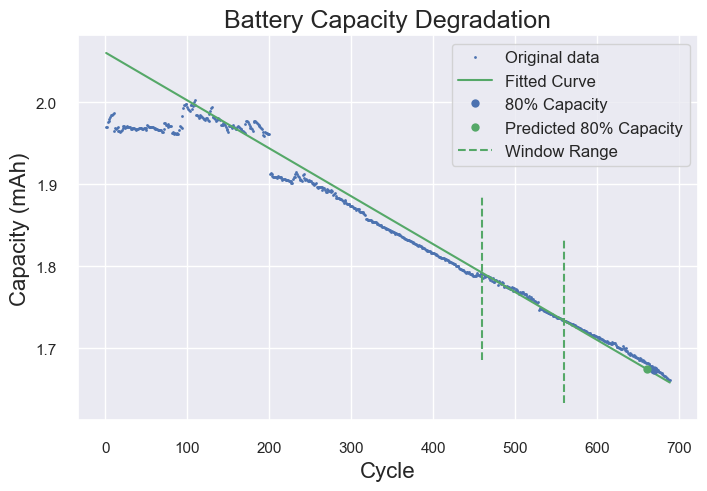 Battery Capacity Degradation
Original data
Fitted Curve
80% Capacity
Predicted 80% Capacity
Window Range
Capacity (mAh)
2.0
1.9
1.8
1.7
0
100
200
300
400
500
600
700
Cycle